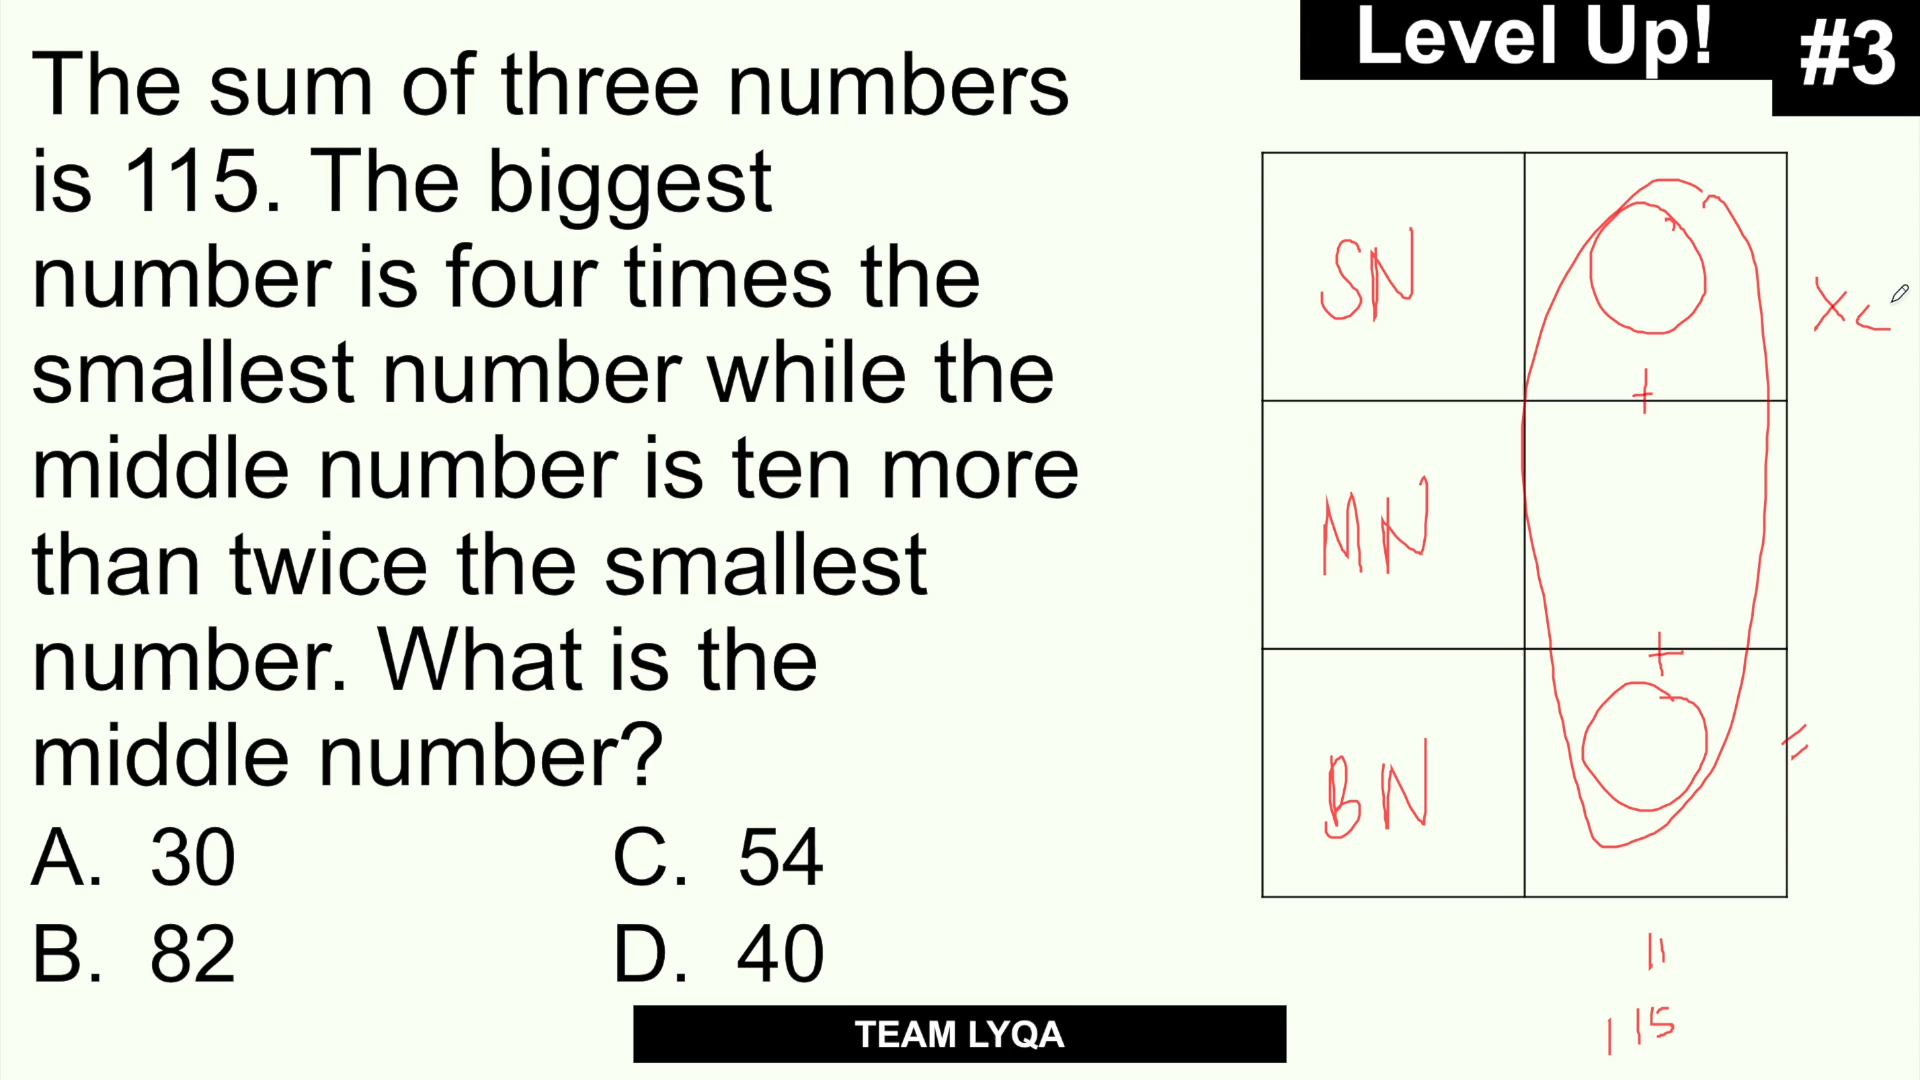 Level Up!
#3
The sum of three numbers
is 115. The biggest
number is four times the
smallest number while the
middle number is ten more
than twice the smallest
number. What is the
middle number?
A. 30
C. 54
B. 82
D. 40
SN
+
MN
+
BN
=
115
TEAM LYQA